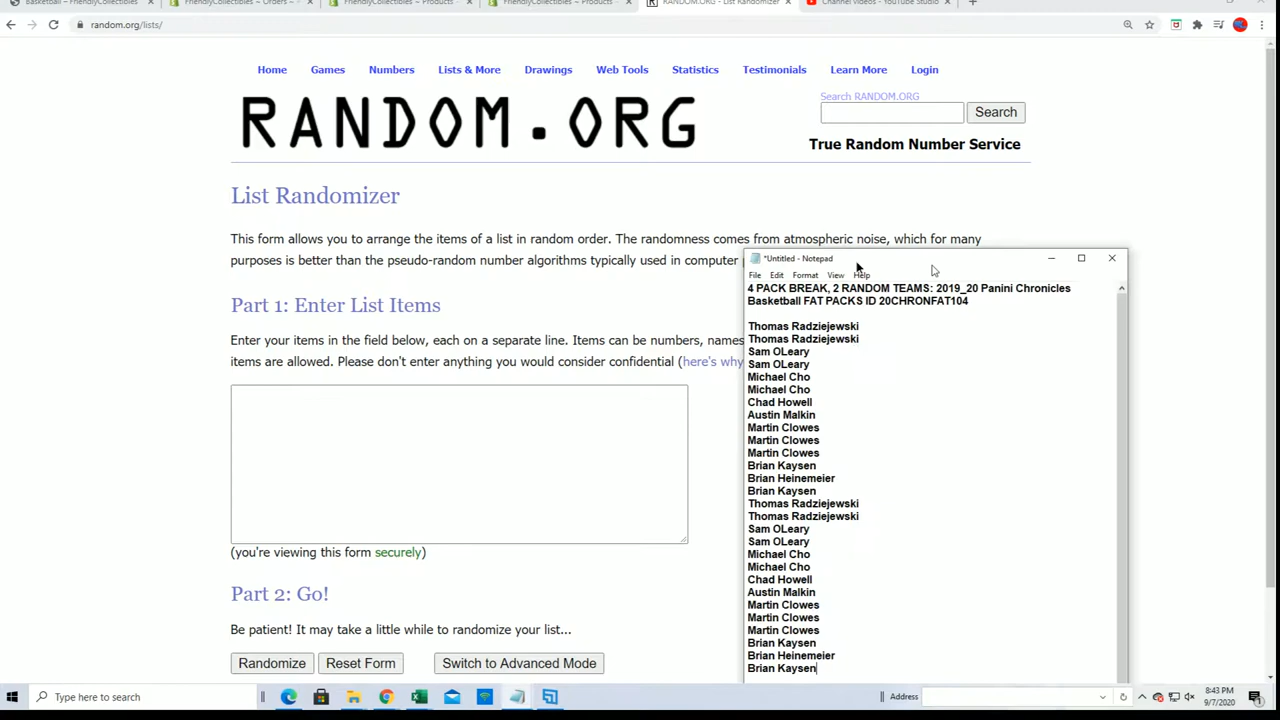 Basketball – FriendlyCollectibles
FriendlyCollectibles ~ Orders ~
FriendlyCollectibles ~ Products ~
FriendlyCollectibles ~ Products ~
RANDOM.ORG - List Randomizer
Channel videos - YouTube Studio
random.org/lists/
Home Games Numbers Lists & More Drawings Web Tools Statistics Testimonials Learn More Login
Search RANDOM.ORG
RANDOM.ORG
Search
True Random Number Service
List Randomizer
This form allows you to arrange the items of a list in random order. The randomness comes from atmospheric noise, which for many
purposes is better than the pseudo-random number algorithms typically used in computer
Part 1: Enter List Items
Enter your items in the field below, each on a separate line. Items can be numbers, names
items are allowed. Please don't enter anything you would consider confidential (here's why
(you're viewing this form securely)
Part 2: Go!
Be patient! It may take a little while to randomize your list...
Randomize Reset Form Switch to Advanced Mode
*Untitled - Notepad
File Edit Format View Help
4 PACK BREAK, 2 RANDOM TEAMS: 2019_20 Panini Chronicles
Basketball FAT PACKS ID 20CHRONFAT104
Thomas Radziejewski
Thomas Radziejewski
Sam OLeary
Sam OLeary
Michael Cho
Michael Cho
Chad Howell
Austin Malkin
Martin Clowes
Martin Clowes
Martin Clowes
Brian Kaysen
Brian Heinemeier
Brian Kaysen
Thomas Radziejewski
Thomas Radziejewski
Sam OLeary
Sam OLeary
Michael Cho
Michael Cho
Chad Howell
Austin Malkin
Martin Clowes
Martin Clowes
Martin Clowes
Brian Kaysen
Brian Heinemeier
Brian Kaysen
Type here to search
Address
8:43 PM
9/7/2020